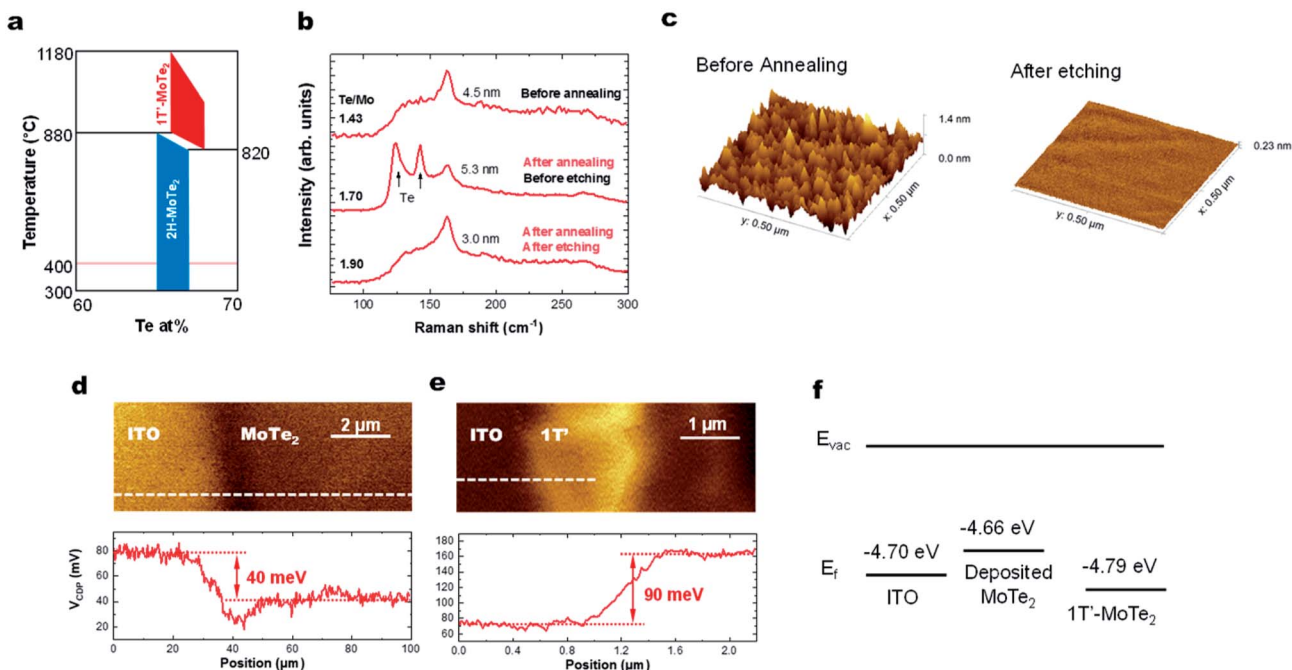 a
1180
880
400
300
820
60
70
Temperature (°C)
Te at%
1T'-MoTe2
2H-MoTe2
b
Intensity (arb. units)
Te/Mo
1.43
4.5 nm
Before annealing
1.70
5.3 nm
After annealing
Before etching
Te
1.90
3.0 nm
After annealing
After etching
100
150
200
250
300
Raman shift (cm-1)
c
Before Annealing
1.4 nm
0.0 nm
x: 0.50 µm
y: 0.50 µm
After etching
0.23 nm
x: 0.50 µm
y: 0.50 µm
d
ITO
MoTe2
2 µm
VCDP (mV)
80
60
40
20
40 meV
0
20
40
60
80
100
Position (µm)
e
ITO
1T'
1 µm
180
160
140
120
100
80
60
90 meV
0.0
0.4
0.8
1.2
1.6
2.0
Position (µm)
f
Evac
Ef
-4.70 eV
ITO
-4.66 eV
Deposited
MoTe2
-4.79 eV
1T'-MoTe2